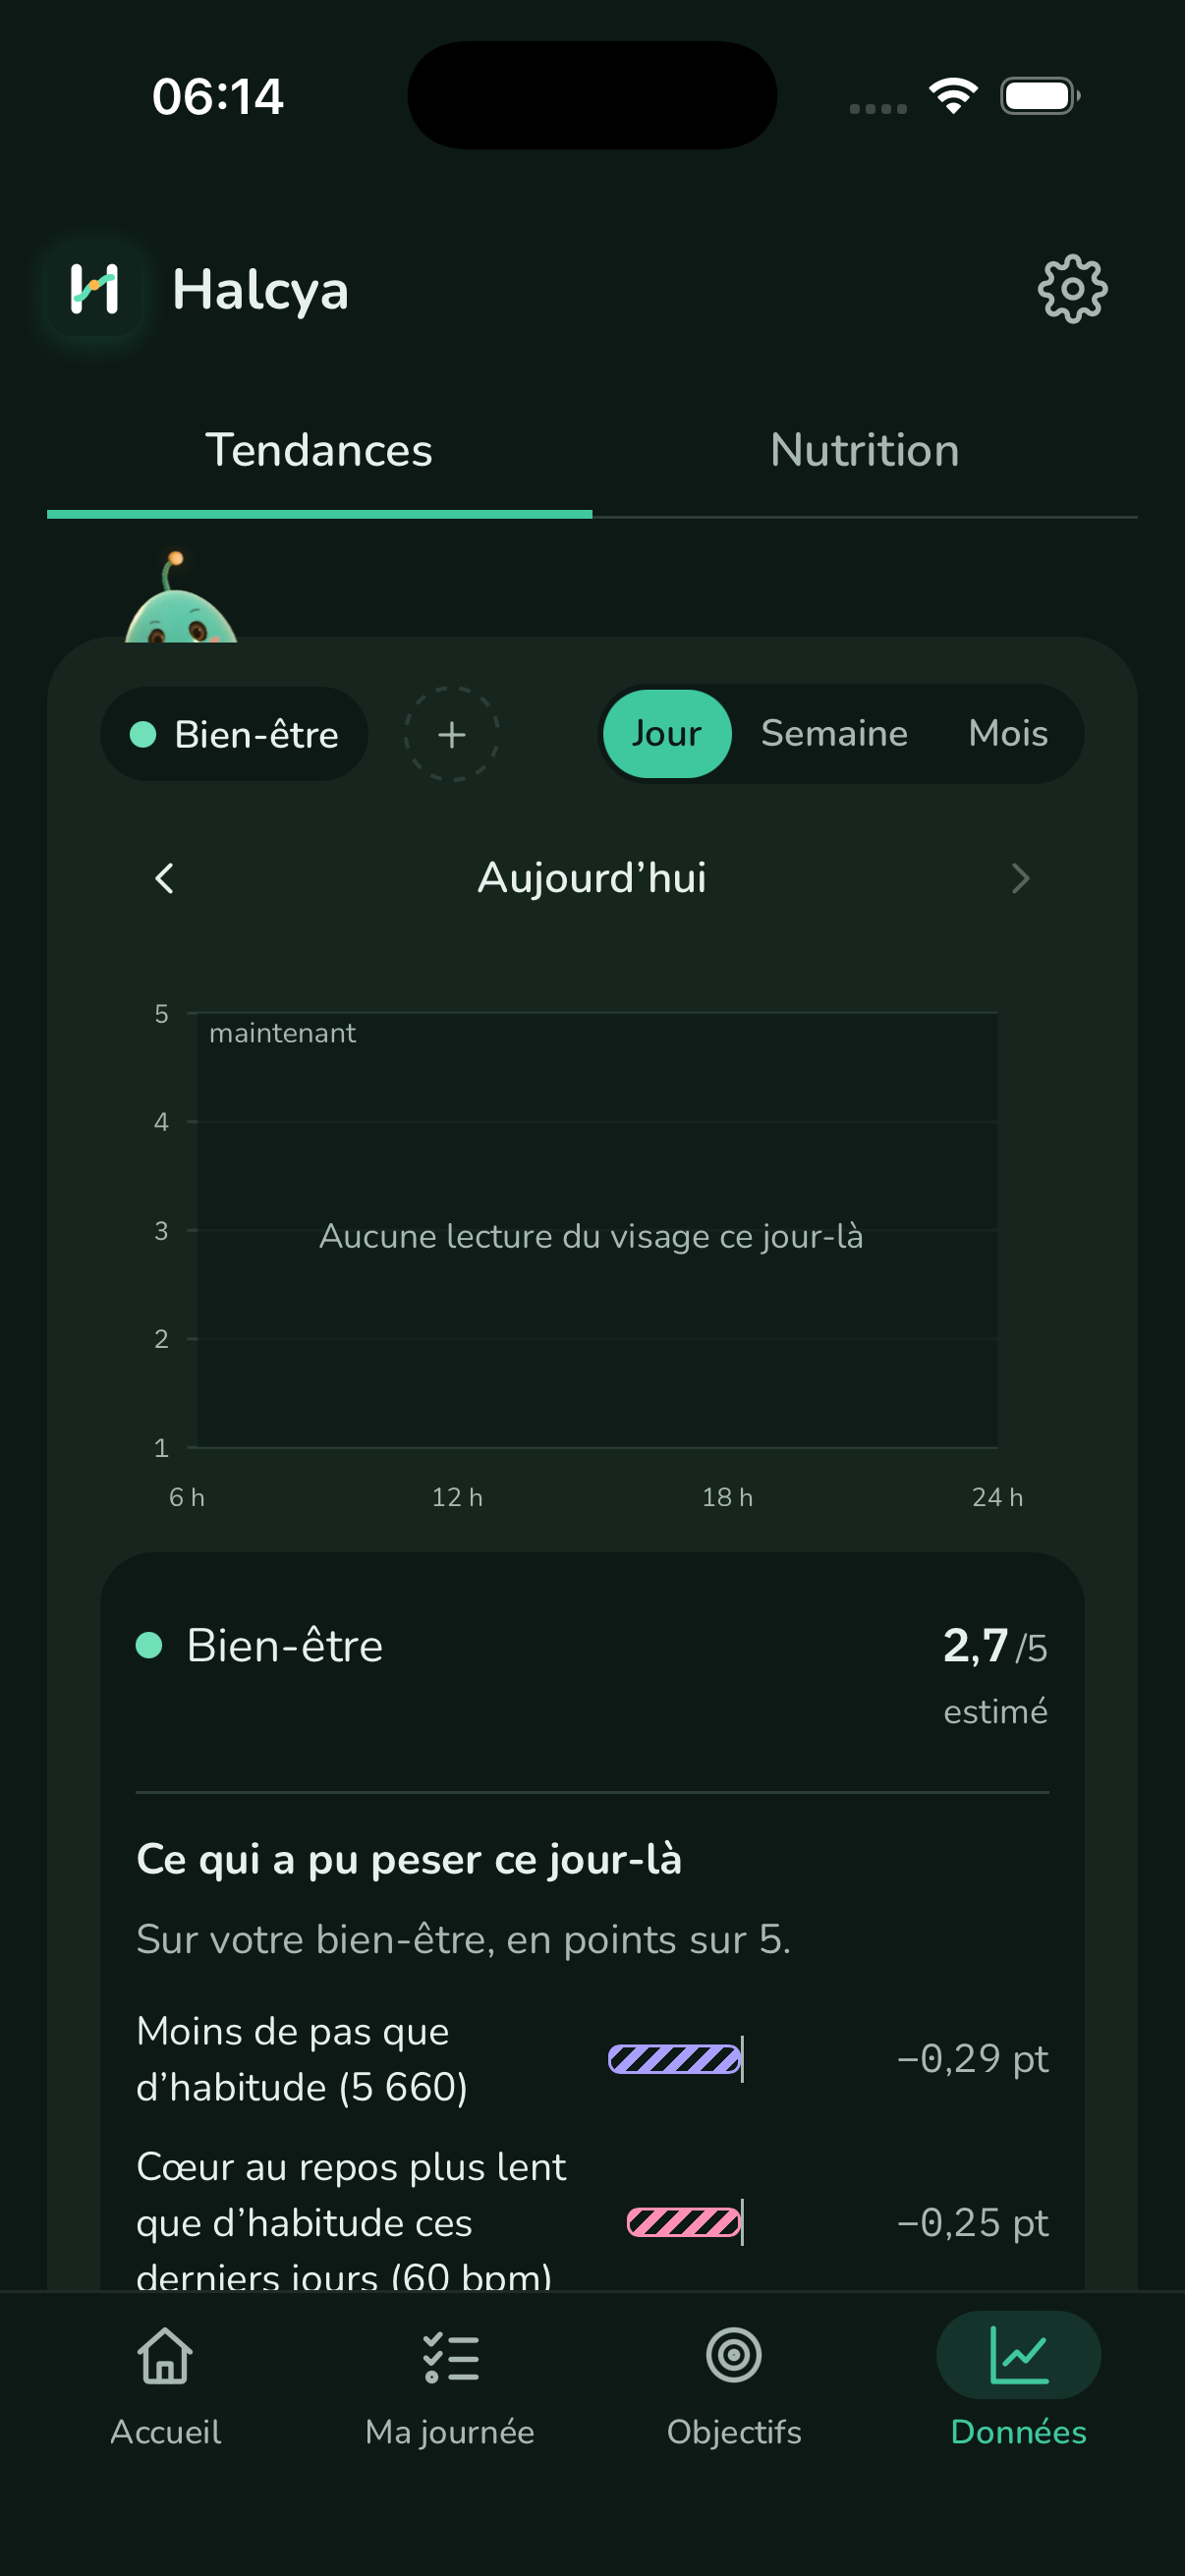 06:14
Halcya
Tendances
Nutrition
Bien-être
+
Jour
Semaine
Mois
Aujourd’hui
5
maintenant
4
3
Aucune lecture du visage ce jour-là
2
1
6 h
12 h
18 h
24 h
Bien-être
2,7 /5
estimé
Ce qui a pu peser ce jour-là
Sur votre bien-être, en points sur 5.
Moins de pas que
d’habitude (5 660)
−0,29 pt
Cœur au repos plus lent
que d’habitude ces
derniers jours (60 bpm)
−0,25 pt
Accueil
Ma journée
Objectifs
Données